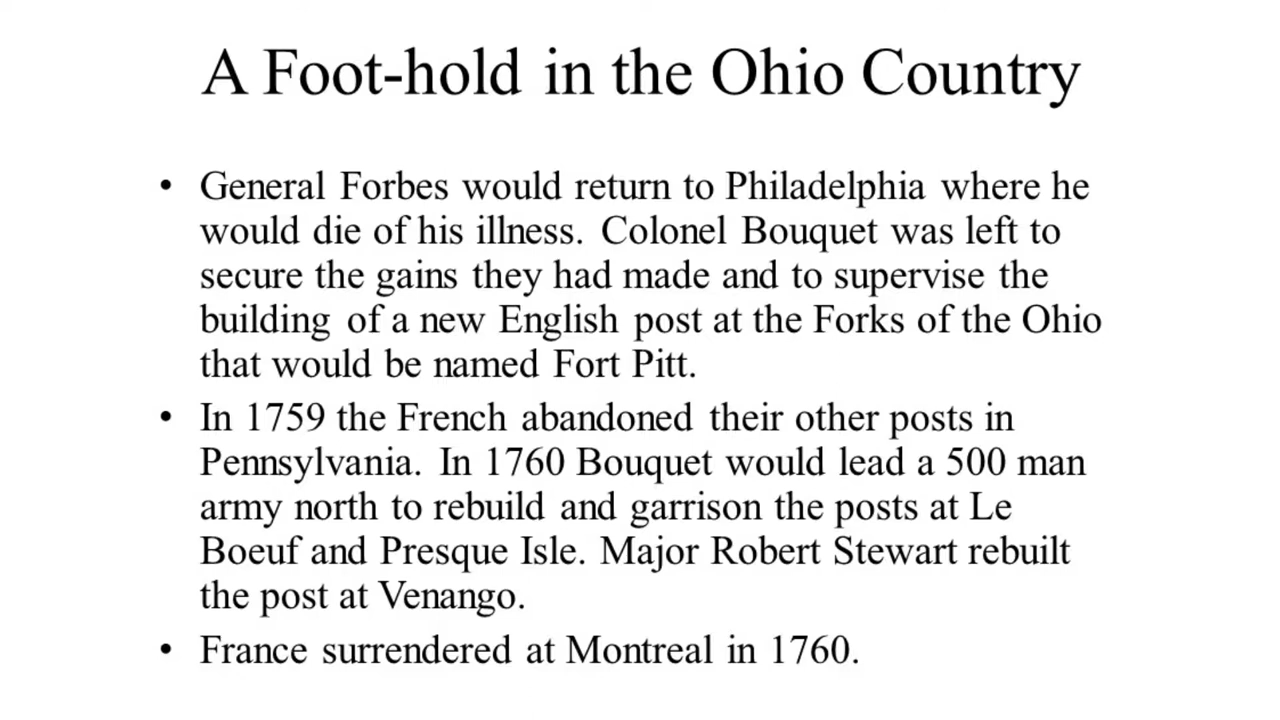 A Foot-hold in the Ohio Country
• General Forbes would return to Philadelphia where he
would die of his illness. Colonel Bouquet was left to
secure the gains they had made and to supervise the
building of a new English post at the Forks of the Ohio
that would be named Fort Pitt.
• In 1759 the French abandoned their other posts in
Pennsylvania. In 1760 Bouquet would lead a 500 man
army north to rebuild and garrison the posts at Le
Boeuf and Presque Isle. Major Robert Stewart rebuilt
the post at Venango.
• France surrendered at Montreal in 1760.